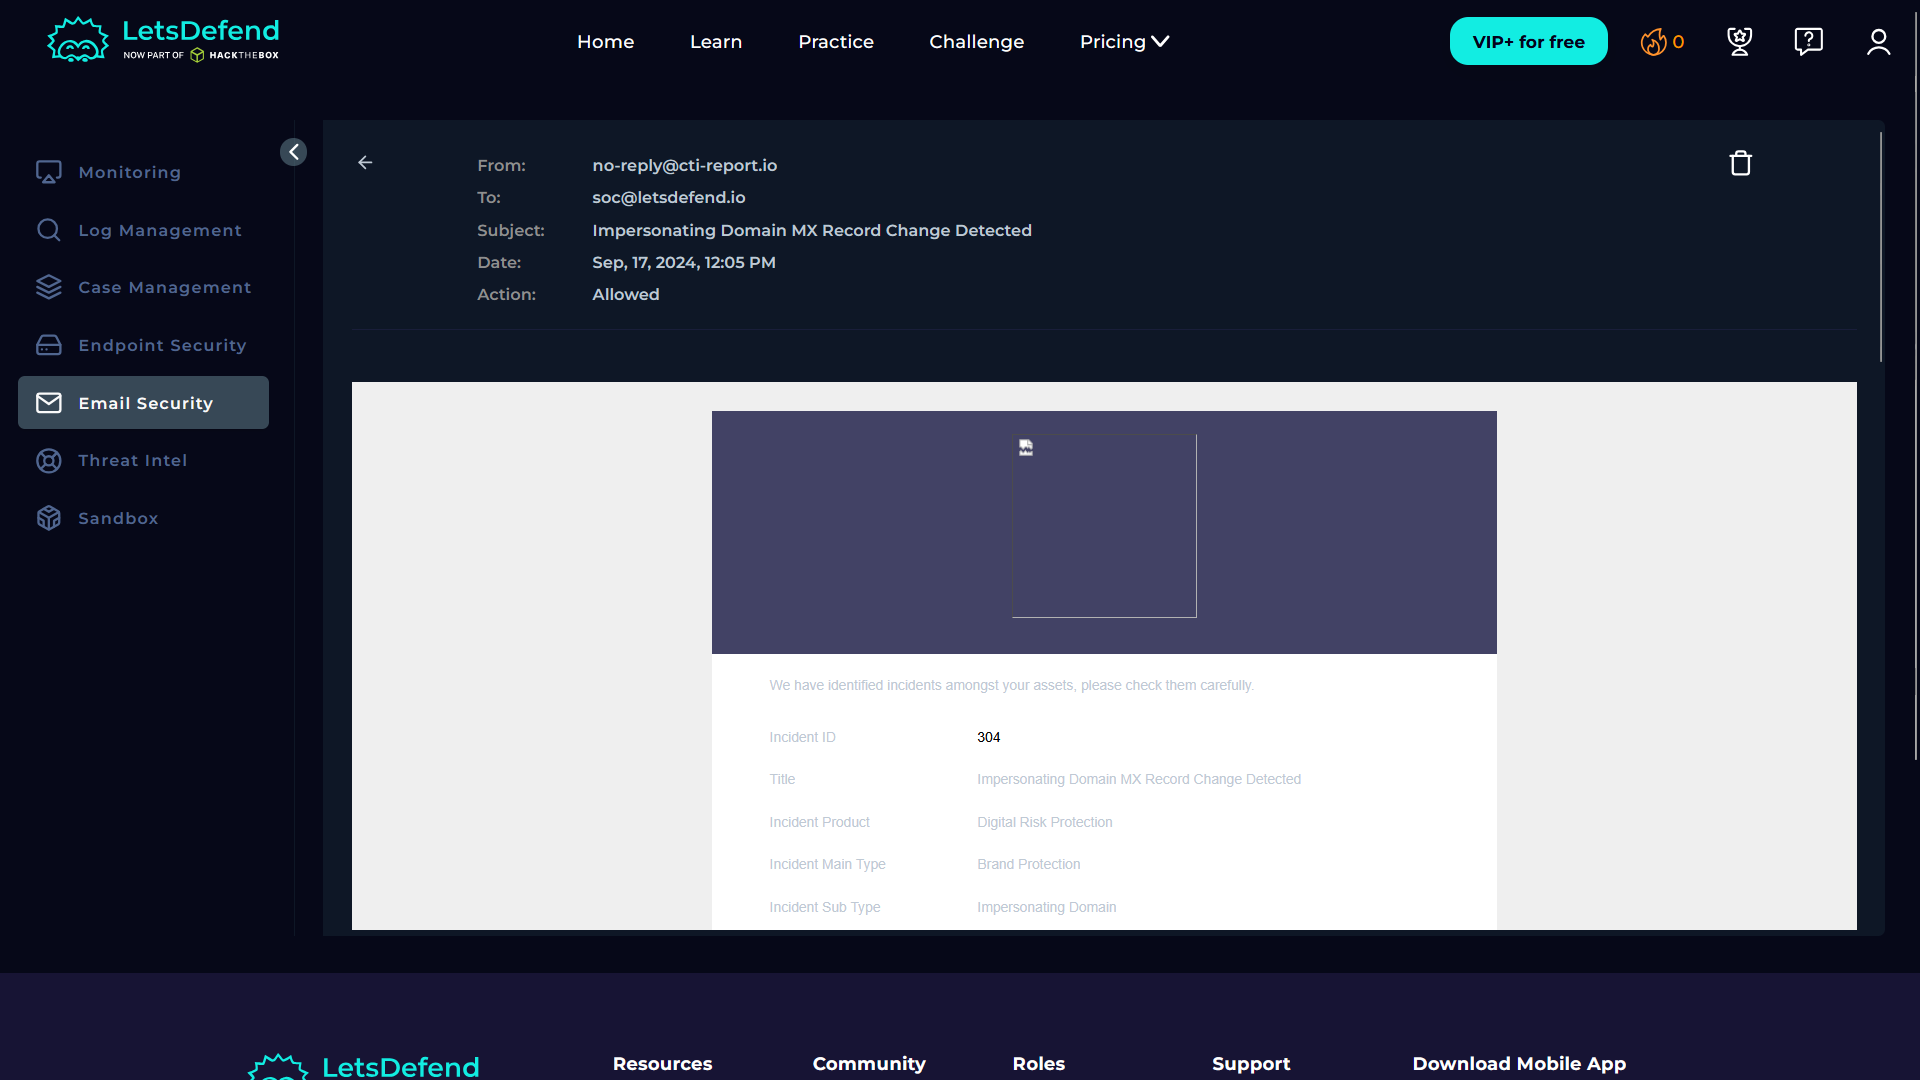 LetsDefend
NOW PART OF HACKTHEBOX
Home
Learn
Practice
Challenge
Pricing
VIP+ for free
0
Monitoring
Log Management
Case Management
Endpoint Security
Email Security
Threat Intel
Sandbox
From: no-reply@cti-report.io
To: soc@letsdefend.io
Subject: Impersonating Domain MX Record Change Detected
Date: Sep, 17, 2024, 12:05 PM
Action: Allowed
We have identified incidents amongst your assets, please check them carefully.
Incident ID 304
Title Impersonating Domain MX Record Change Detected
Incident Product Digital Risk Protection
Incident Main Type Brand Protection
Incident Sub Type Impersonating Domain
LetsDefend
Resources
Community
Roles
Support
Download Mobile App